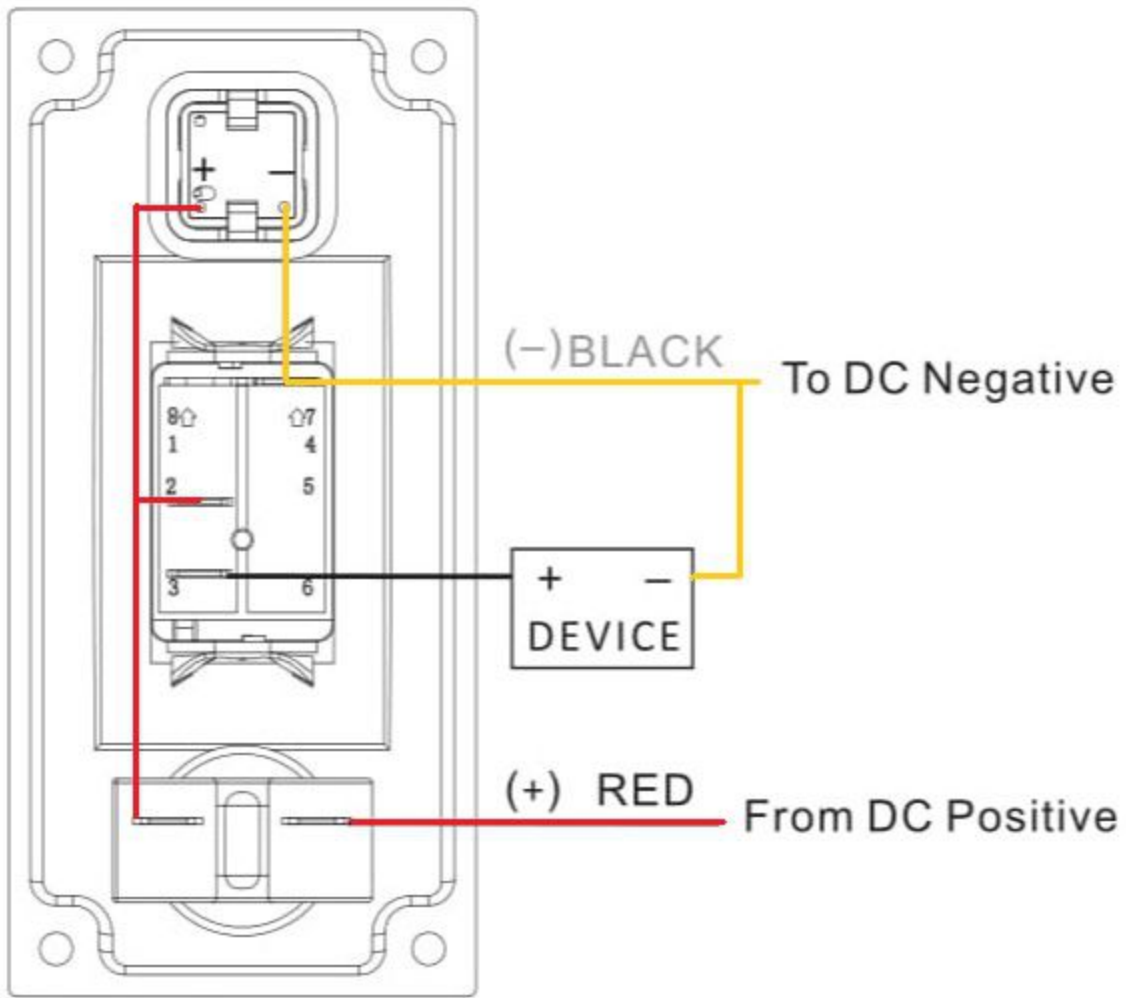 + −
(−)BLACK
To DC Negative
8⇧ ⇧7
1 4
2 5
3 6
+ −
DEVICE
(+) RED
From DC Positive